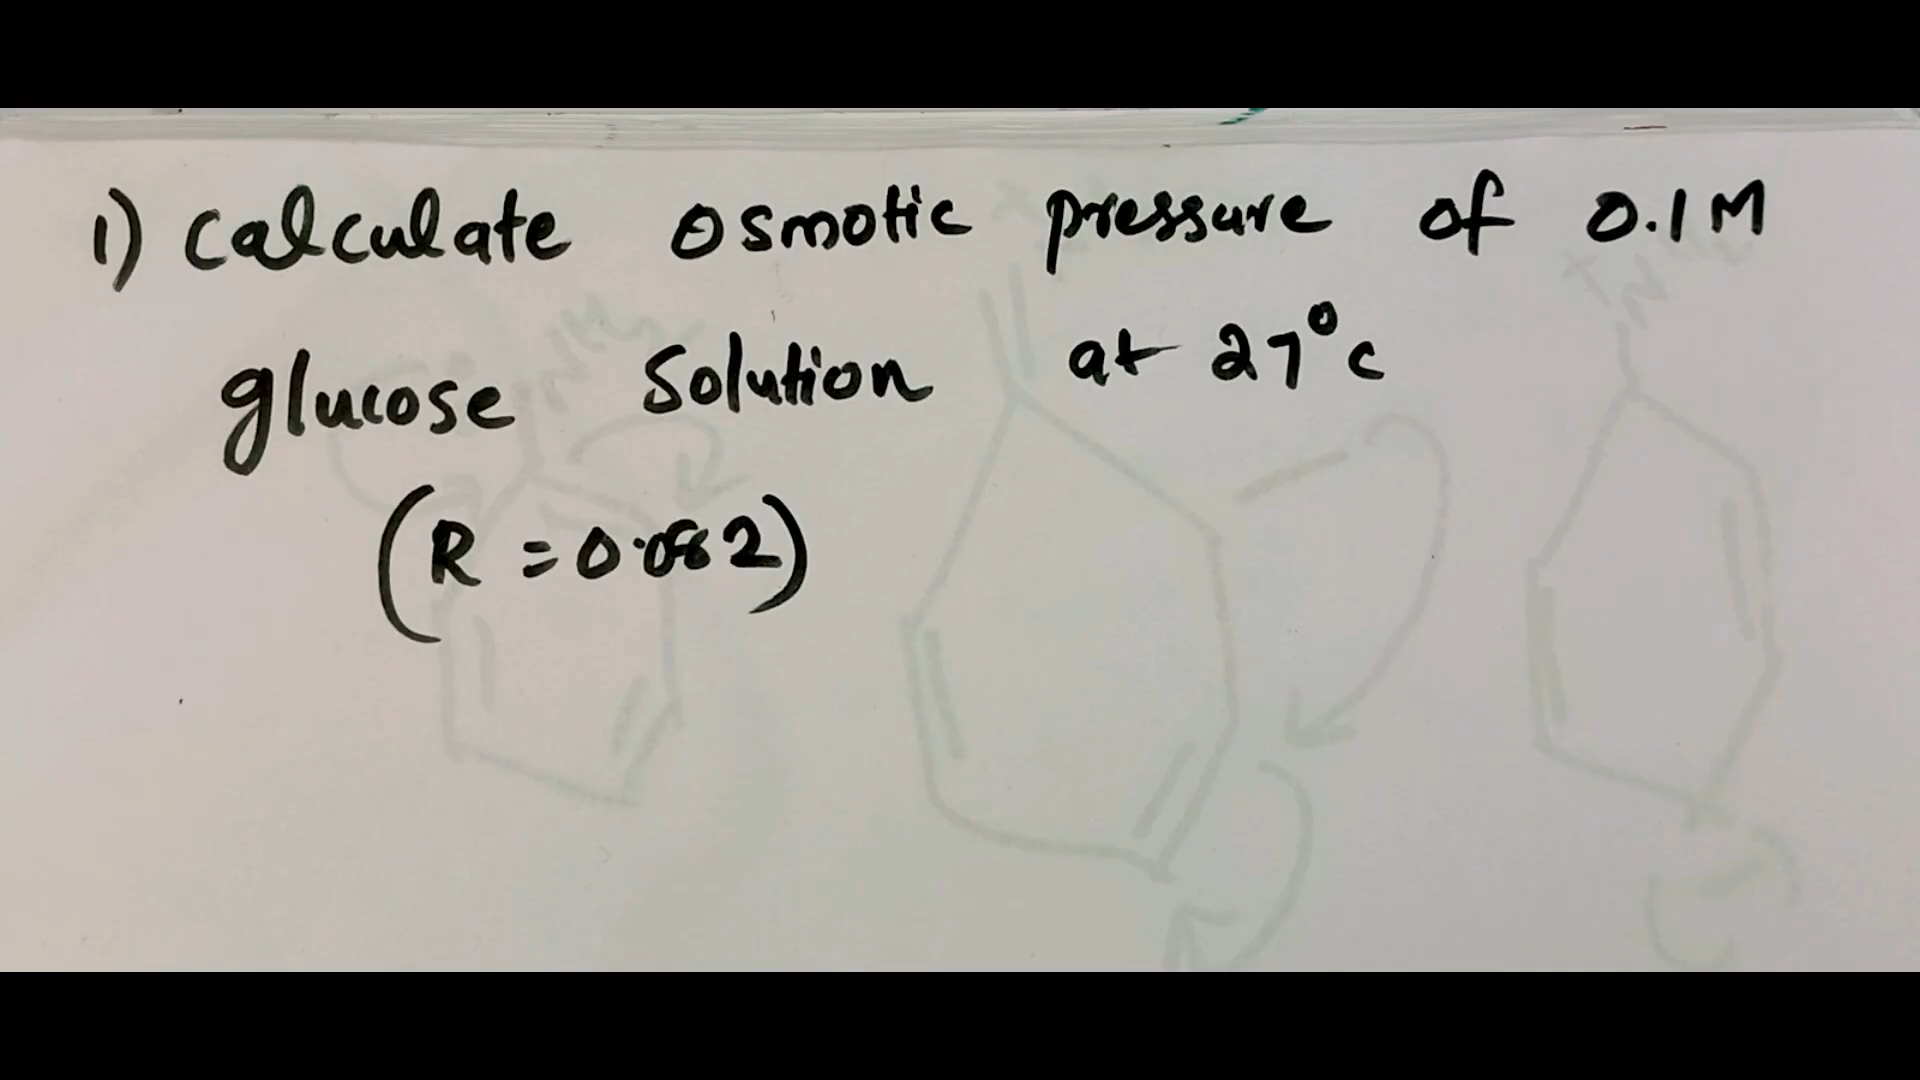 1) Calculate osmotic pressure of 0.1M
glucose solution at 27°c
(R = 0.082)